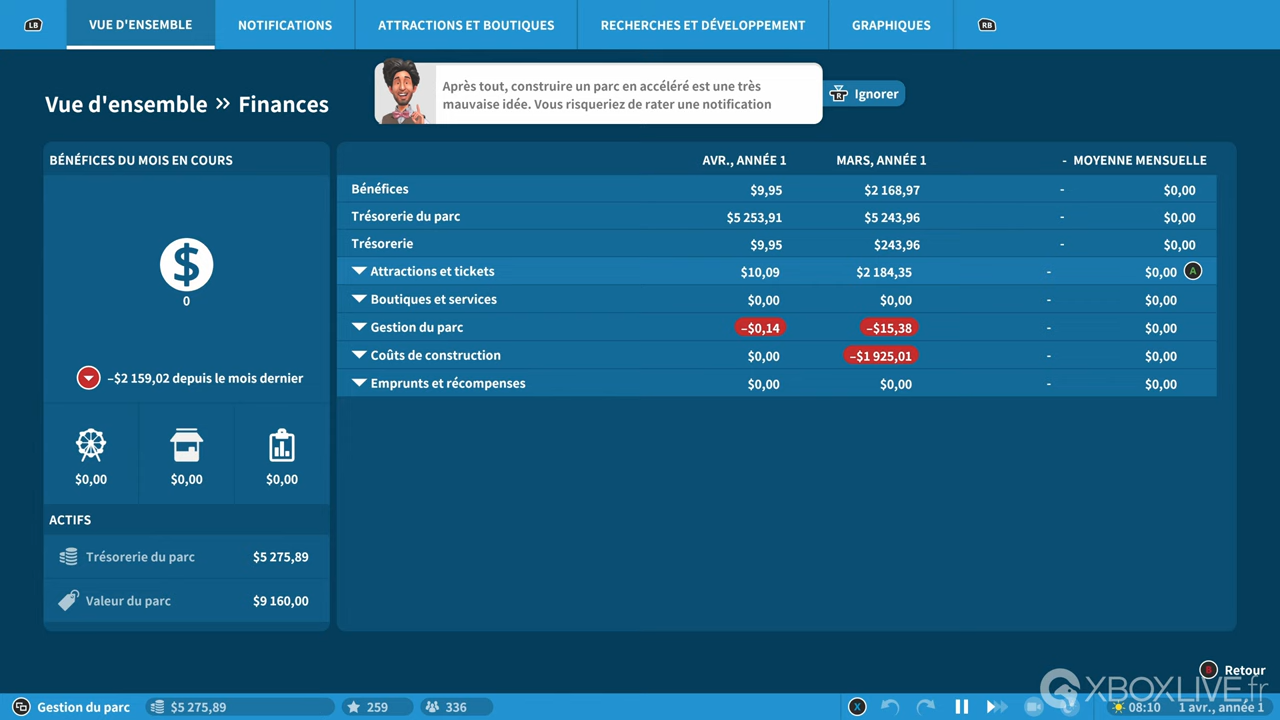 LB
VUE D'ENSEMBLE
NOTIFICATIONS
ATTRACTIONS ET BOUTIQUES
RECHERCHES ET DÉVELOPPEMENT
GRAPHIQUES
RB
Après tout, construire un parc en accéléré est une très
mauvaise idée. Vous risqueriez de rater une notification
R
Ignorer
Vue d'ensemble » Finances
BÉNÉFICES DU MOIS EN COURS
$
0
–$2 159,02 depuis le mois dernier
$0,00 $0,00 $0,00
ACTIFS
Trésorerie du parc $5 275,89
Valeur du parc $9 160,00
AVR., ANNÉE 1 MARS, ANNÉE 1 - MOYENNE MENSUELLE
Bénéfices $9,95 $2 168,97 - $0,00
Trésorerie du parc $5 253,91 $5 243,96 - $0,00
Trésorerie $9,95 $243,96 - $0,00
Attractions et tickets $10,09 $2 184,35 - $0,00 A
Boutiques et services $0,00 $0,00 - $0,00
Gestion du parc –$0,14 –$15,38 - $0,00
Coûts de construction $0,00 –$1 925,01 - $0,00
Emprunts et récompenses $0,00 $0,00 - $0,00
B Retour
XBOXLIVE.fr
Gestion du parc $5 275,89 259 336 X 08:10 1 avr., année 1